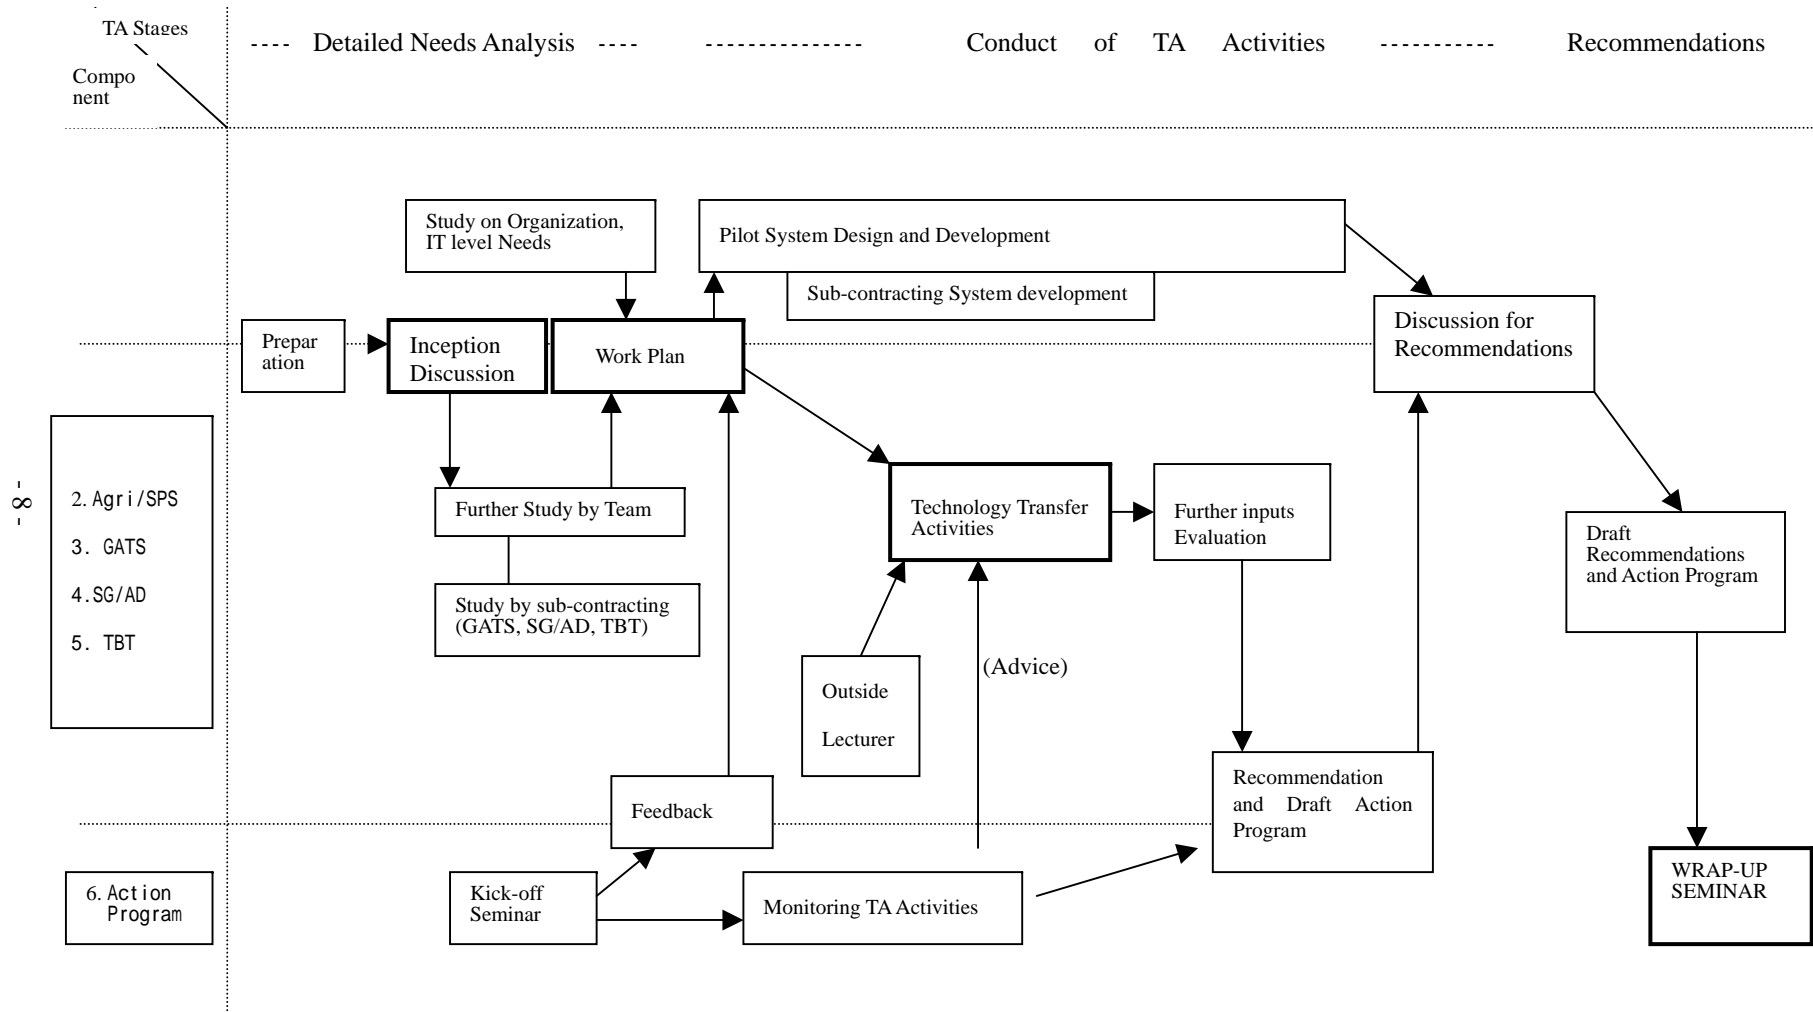 TA Stages
Compo
nent
---- Detailed Needs Analysis ---- -------------- Conduct of TA Activities ---------- Recommendations
Study on Organization,
IT level Needs
Pilot System Design and Development
Sub-contracting System development
Prepar
ation
Inception
Discussion
Work Plan
Discussion for
Recommendations
- 8 -
2. Agri/SPS
3. GATS
4.SG/AD
5. TBT
Further Study by Team
Study by sub-contracting
(GATS, SG/AD, TBT)
Technology Transfer
Activities
Further inputs
Evaluation
Draft
Recommendations
and Action Program
(Advice)
Outside
Lecturer
Feedback
Recommendation
and Draft Action
Program
6. Action
Program
Kick-off
Seminar
Monitoring TA Activities
WRAP-UP
SEMINAR